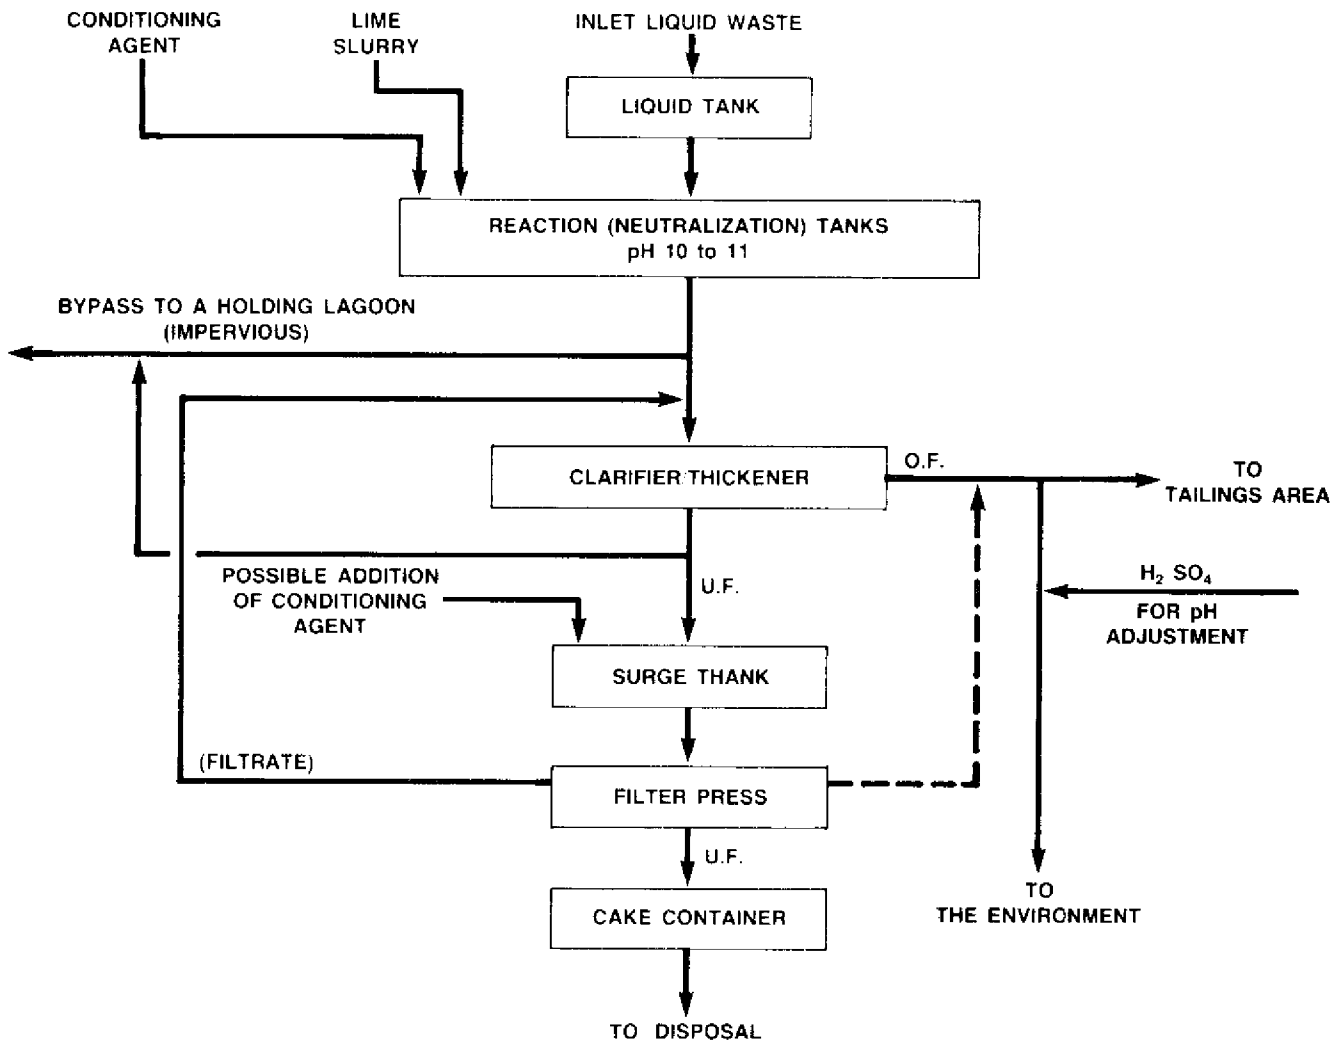 CONDITIONING
AGENT
LIME
SLURRY
INLET LIQUID WASTE
LIQUID TANK
REACTION (NEUTRALIZATION) TANKS
pH 10 to 11
BYPASS TO A HOLDING LAGOON
(IMPERVIOUS)
CLARIFIER/THICKENER
O.F.
TO
TAILINGS AREA
POSSIBLE ADDITION
OF CONDITIONING
AGENT
U.F.
H₂ SO₄
FOR pH
ADJUSTMENT
SURGE THANK
(FILTRATE)
FILTER PRESS
U.F.
CAKE CONTAINER
TO
THE ENVIRONMENT
TO DISPOSAL